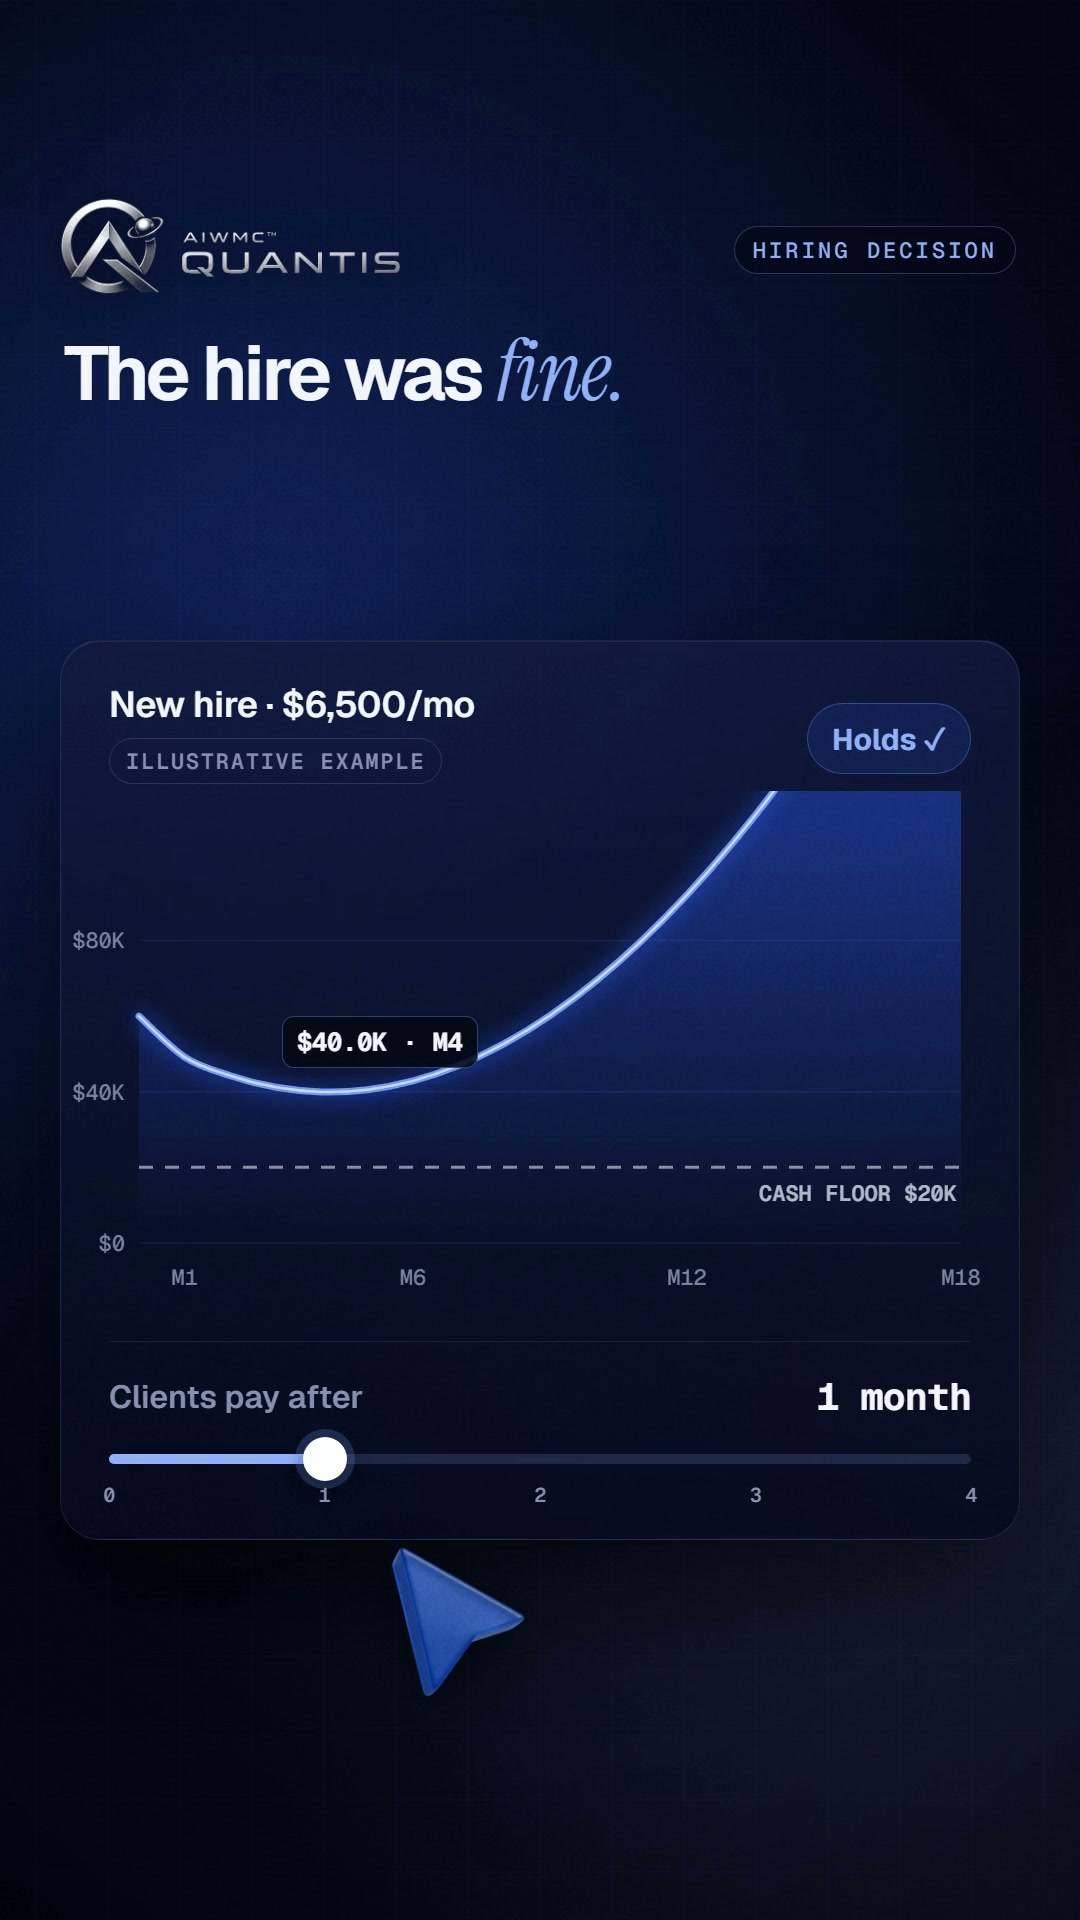 AIWMC™
QUANTIS
HIRING DECISION
The hire was fine.
New hire · $6,500/mo
ILLUSTRATIVE EXAMPLE
Holds ✓
$80K
$40.0K · M4
$40K
CASH FLOOR $20K
$0
M1 M6 M12 M18
Clients pay after 1 month
0 1 2 3 4